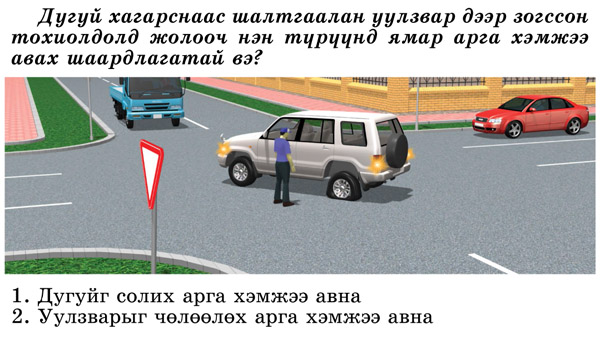 Дугуй хагарснаас шалтгаалан уулзвар дээр зогссон
тохиолдолд жолооч нэн түрүүнд ямар арга хэмжээ
авах шаардлагатай вэ?
1. Дугуйг солих арга хэмжээ авна
2. Уулзварыг чөлөөлөх арга хэмжээ авна